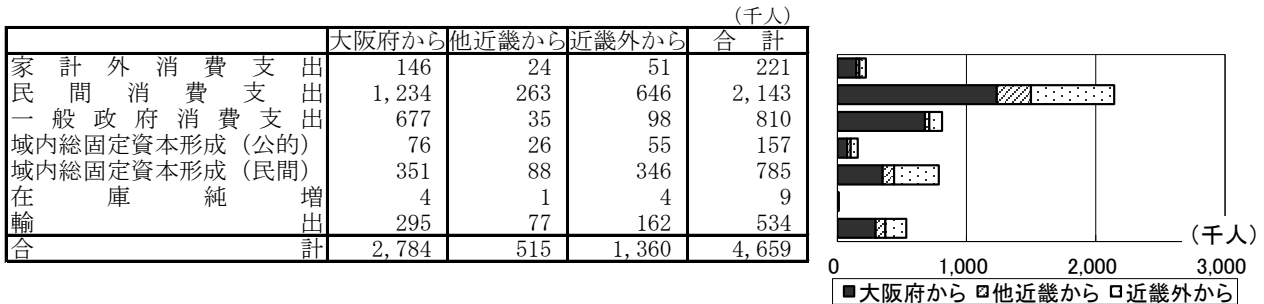 (千人)
大阪府から 他近畿から 近畿外から 合計
家計外消費支出 146 24 51 221
民間消費支出 1,234 263 646 2,143
一般政府消費支出 677 35 98 810
域内総固定資本形成（公的） 76 26 55 157
域内総固定資本形成（民間） 351 88 346 785
在庫純増 4 1 4 9
輸出 295 77 162 534
合計 2,784 515 1,360 4,659
(千人)
0 1,000 2,000 3,000
大阪府から 他近畿から 近畿外から